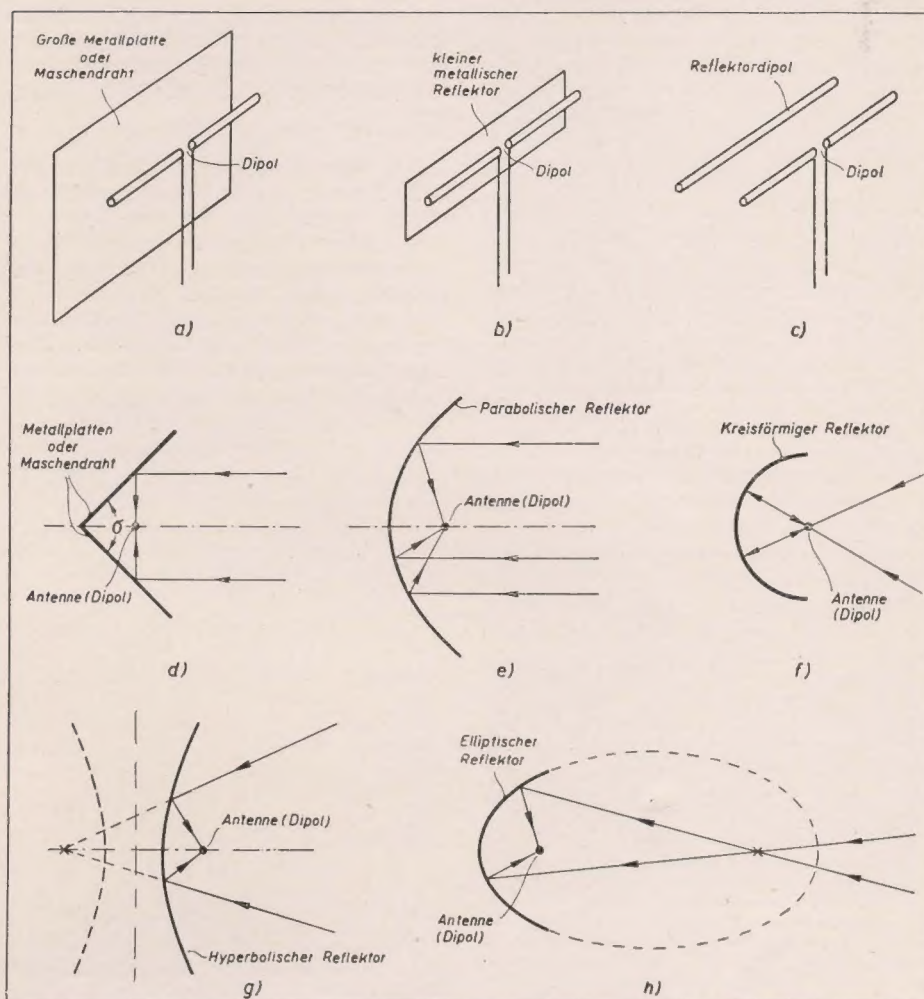 Große Metallplatte
oder
Maschendraht
Dipol
a)
kleiner
metallischer
Reflektor
Dipol
b)
Reflektordipol
Dipol
c)
Metallplatten
oder
Maschendraht
σ
Antenne (Dipol)
d)
Parabolischer Reflektor
Antenne (Dipol)
e)
Kreisförmiger Reflektor
Antenne
(Dipol)
f)
Antenne (Dipol)
Hyperbolischer Reflektor
g)
Elliptischer
Reflektor
Antenne
(Dipol)
h)